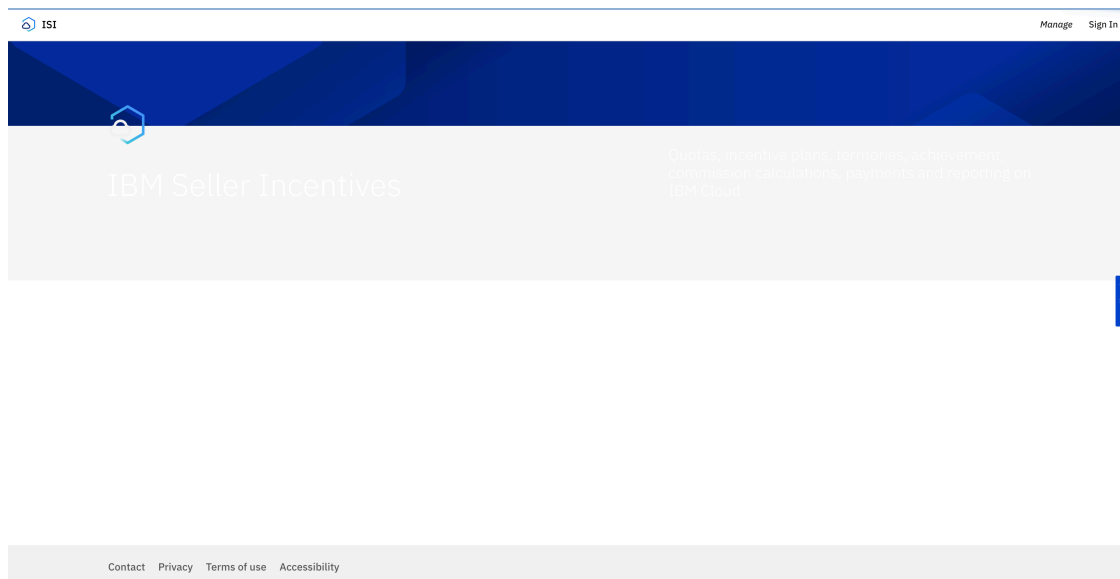 ISI
Manage Sign In
IBM Seller Incentives
Quotas, incentive plans, territories, achievement,
commission calculations, payments and reporting on
IBM Cloud
Contact Privacy Terms of use Accessibility